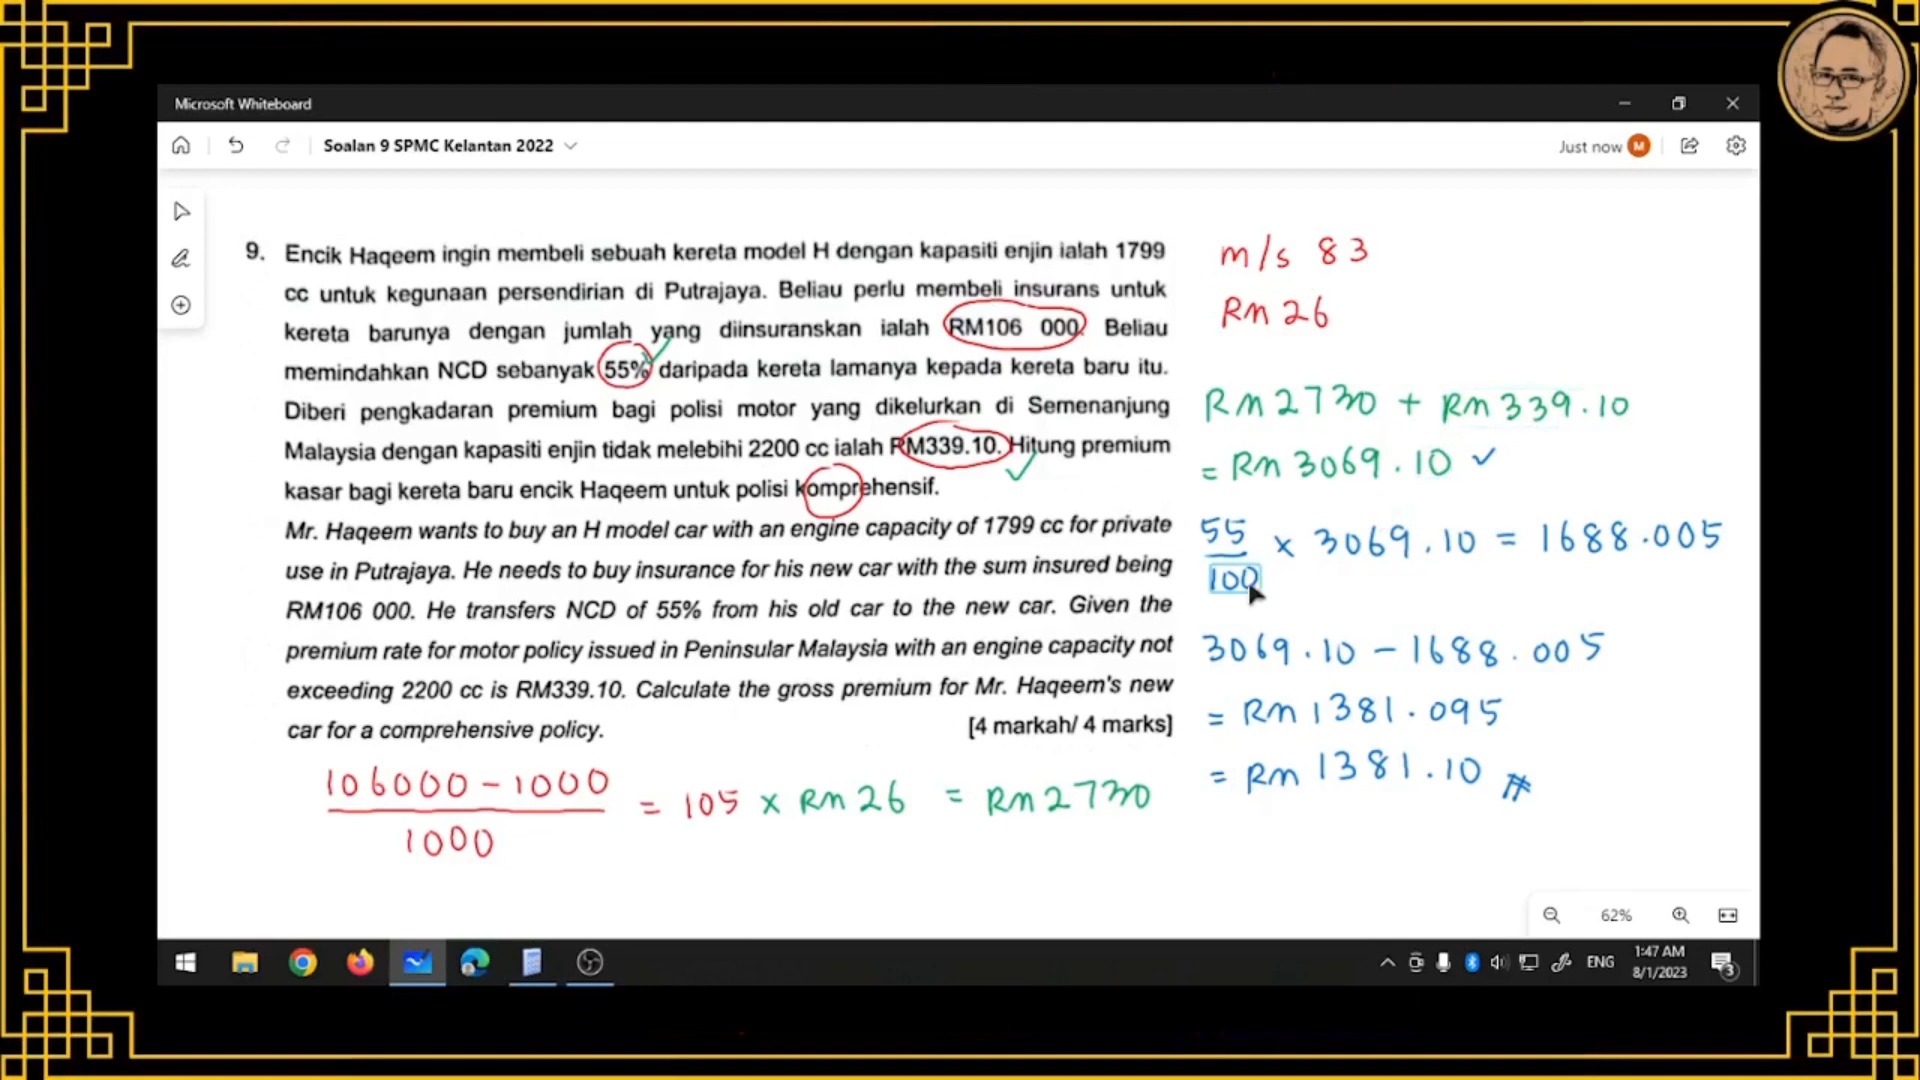 Microsoft Whiteboard
Soalan 9 SPMC Kelantan 2022
Just now M
9. Encik Haqeem ingin membeli sebuah kereta model H dengan kapasiti enjin ialah 1799
cc untuk kegunaan persendirian di Putrajaya. Beliau perlu membeli insurans untuk
kereta barunya dengan jumlah yang diinsuranskan ialah RM106 000. Beliau
memindahkan NCD sebanyak 55% daripada kereta lamanya kepada kereta baru itu.
Diberi pengkadaran premium bagi polisi motor yang dikelurkan di Semenanjung
Malaysia dengan kapasiti enjin tidak melebihi 2200 cc ialah RM339.10. Hitung premium
kasar bagi kereta baru encik Haqeem untuk polisi komprehensif.
Mr. Haqeem wants to buy an H model car with an engine capacity of 1799 cc for private
use in Putrajaya. He needs to buy insurance for his new car with the sum insured being
RM106 000. He transfers NCD of 55% from his old car to the new car. Given the
premium rate for motor policy issued in Peninsular Malaysia with an engine capacity not
exceeding 2200 cc is RM339.10. Calculate the gross premium for Mr. Haqeem's new
car for a comprehensive policy. [4 markah/ 4 marks]
106000 - 1000
1000
= 105 x RM 26 = RM 2730
m/s 83
RM 26
RM 2730 + RM 339.10
= RM 3069.10 ✓
55
100
x 3069.10 = 1688.005
3069.10 - 1688.005
= RM 1381.095
= RM 1381.10 #
62%
ENG
1:47 AM
8/1/2023
3